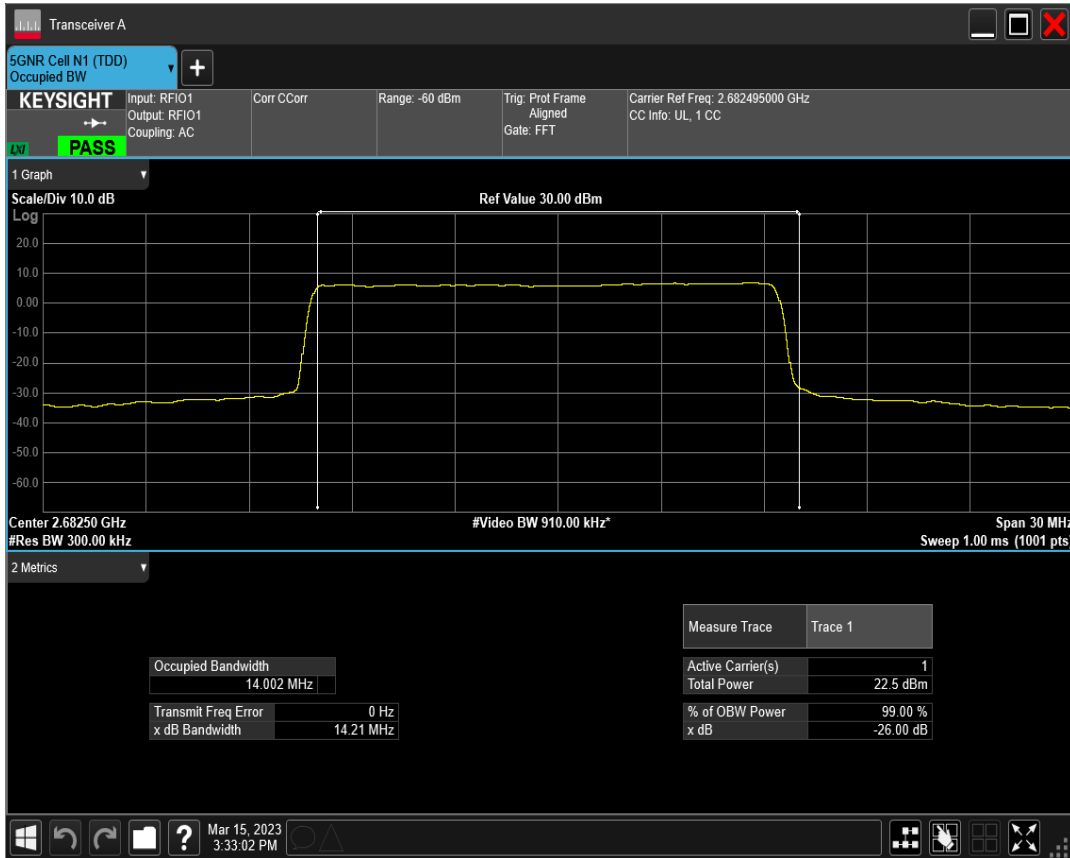 Transceiver A
5GNR Cell N1 (TDD)
Occupied BW
+
KEYSIGHT
LXI
PASS
Input: RFIO1
Output: RFIO1
Coupling: AC
Corr CCorr
Range: -60 dBm
Trig: Prot Frame
Aligned
Gate: FFT
Carrier Ref Freq: 2.682495000 GHz
CC Info: UL, 1 CC
1 Graph
Scale/Div 10.0 dB
Ref Value 30.00 dBm
Log
20.0
10.0
0.00
-10.0
-20.0
-30.0
-40.0
-50.0
-60.0
Center 2.68250 GHz
#Video BW 910.00 kHz*
Span 30 MHz
#Res BW 300.00 kHz
Sweep 1.00 ms (1001 pts)
2 Metrics
Measure Trace Trace 1
Occupied Bandwidth
14.002 MHz
Active Carrier(s) 1
Total Power 22.5 dBm
Transmit Freq Error 0 Hz
x dB Bandwidth 14.21 MHz
% of OBW Power 99.00 %
x dB -26.00 dB
?
Mar 15, 2023
3:33:02 PM